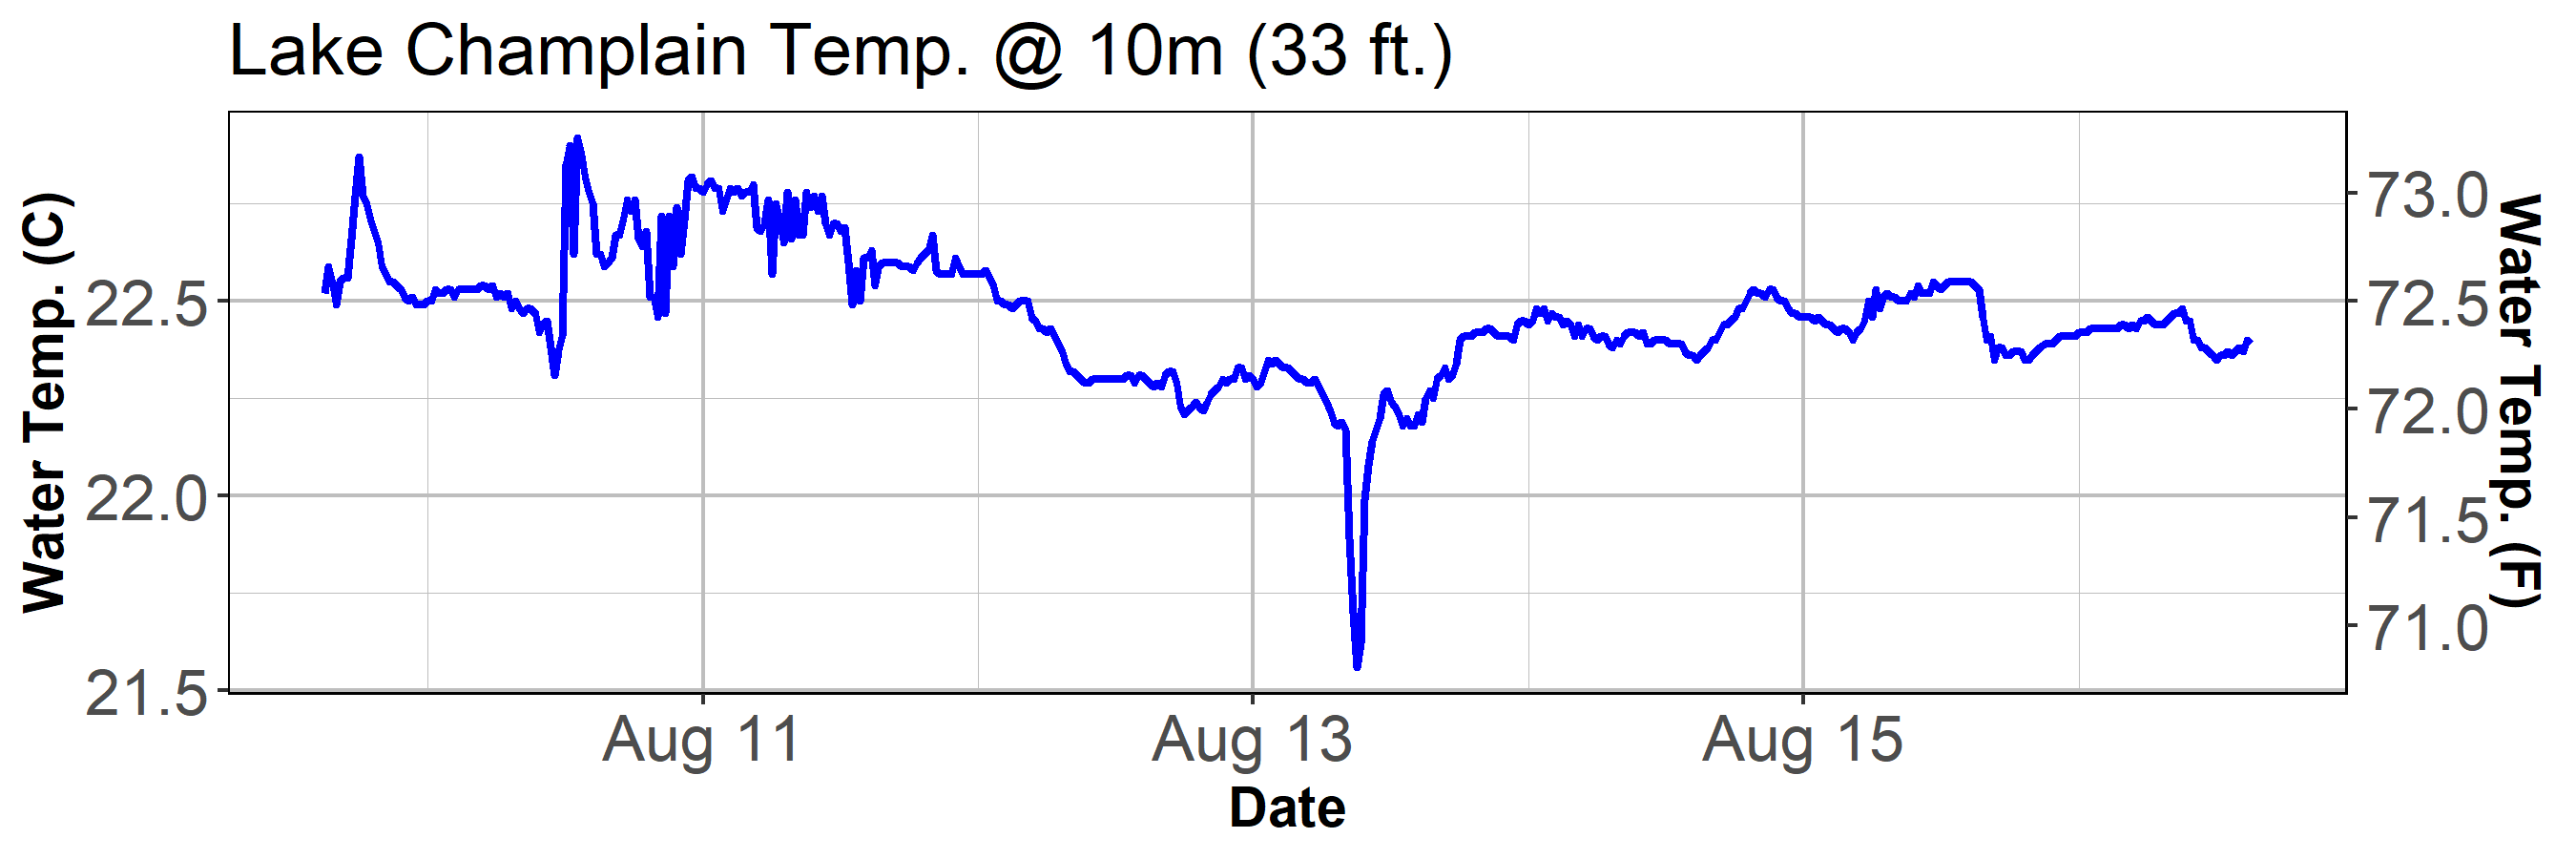 Lake Champlain Temp. @ 10m (33 ft.)
Water Temp. (C)
22.5
22.0
21.5
73.0
72.5
72.0
71.5
71.0
Water Temp. (F)
Aug 11
Aug 13
Aug 15
Date